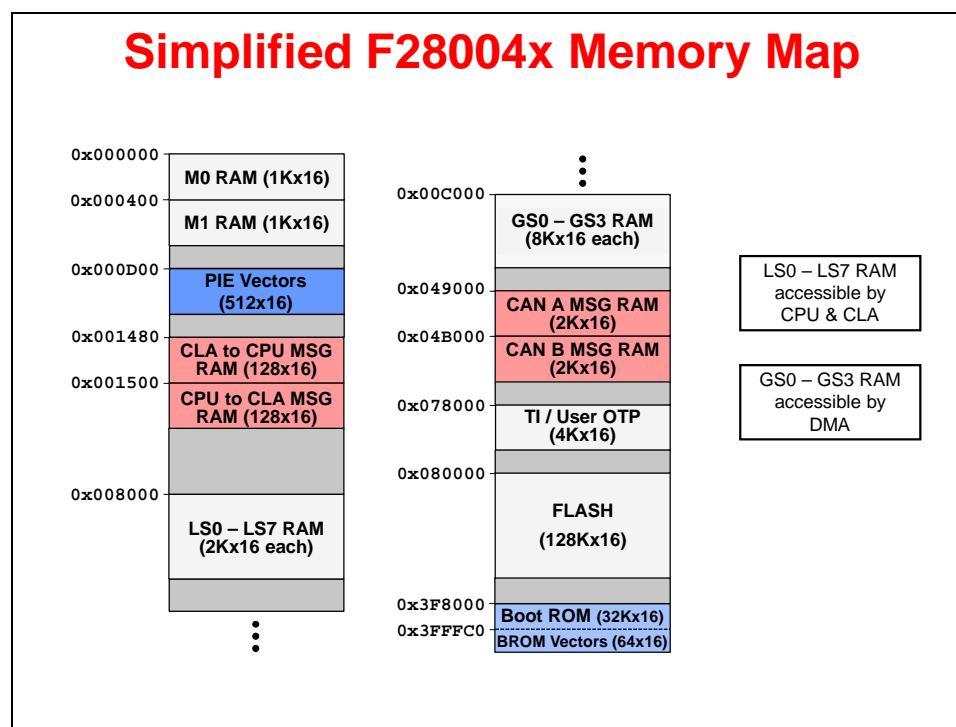 Simplified F28004x Memory Map
0x000000
M0 RAM (1Kx16)
0x000400
M1 RAM (1Kx16)
0x000D00
PIE Vectors
(512x16)
0x001480
CLA to CPU MSG
RAM (128x16)
0x001500
CPU to CLA MSG
RAM (128x16)
0x008000
LS0 – LS7 RAM
(2Kx16 each)
0x00C000
GS0 – GS3 RAM
(8Kx16 each)
0x049000
CAN A MSG RAM
(2Kx16)
0x04B000
CAN B MSG RAM
(2Kx16)
0x078000
TI / User OTP
(4Kx16)
0x080000
FLASH
(128Kx16)
0x3F8000
Boot ROM (32Kx16)
0x3FFFC0
BROM Vectors (64x16)
LS0 – LS7 RAM
accessible by
CPU & CLA
GS0 – GS3 RAM
accessible by
DMA